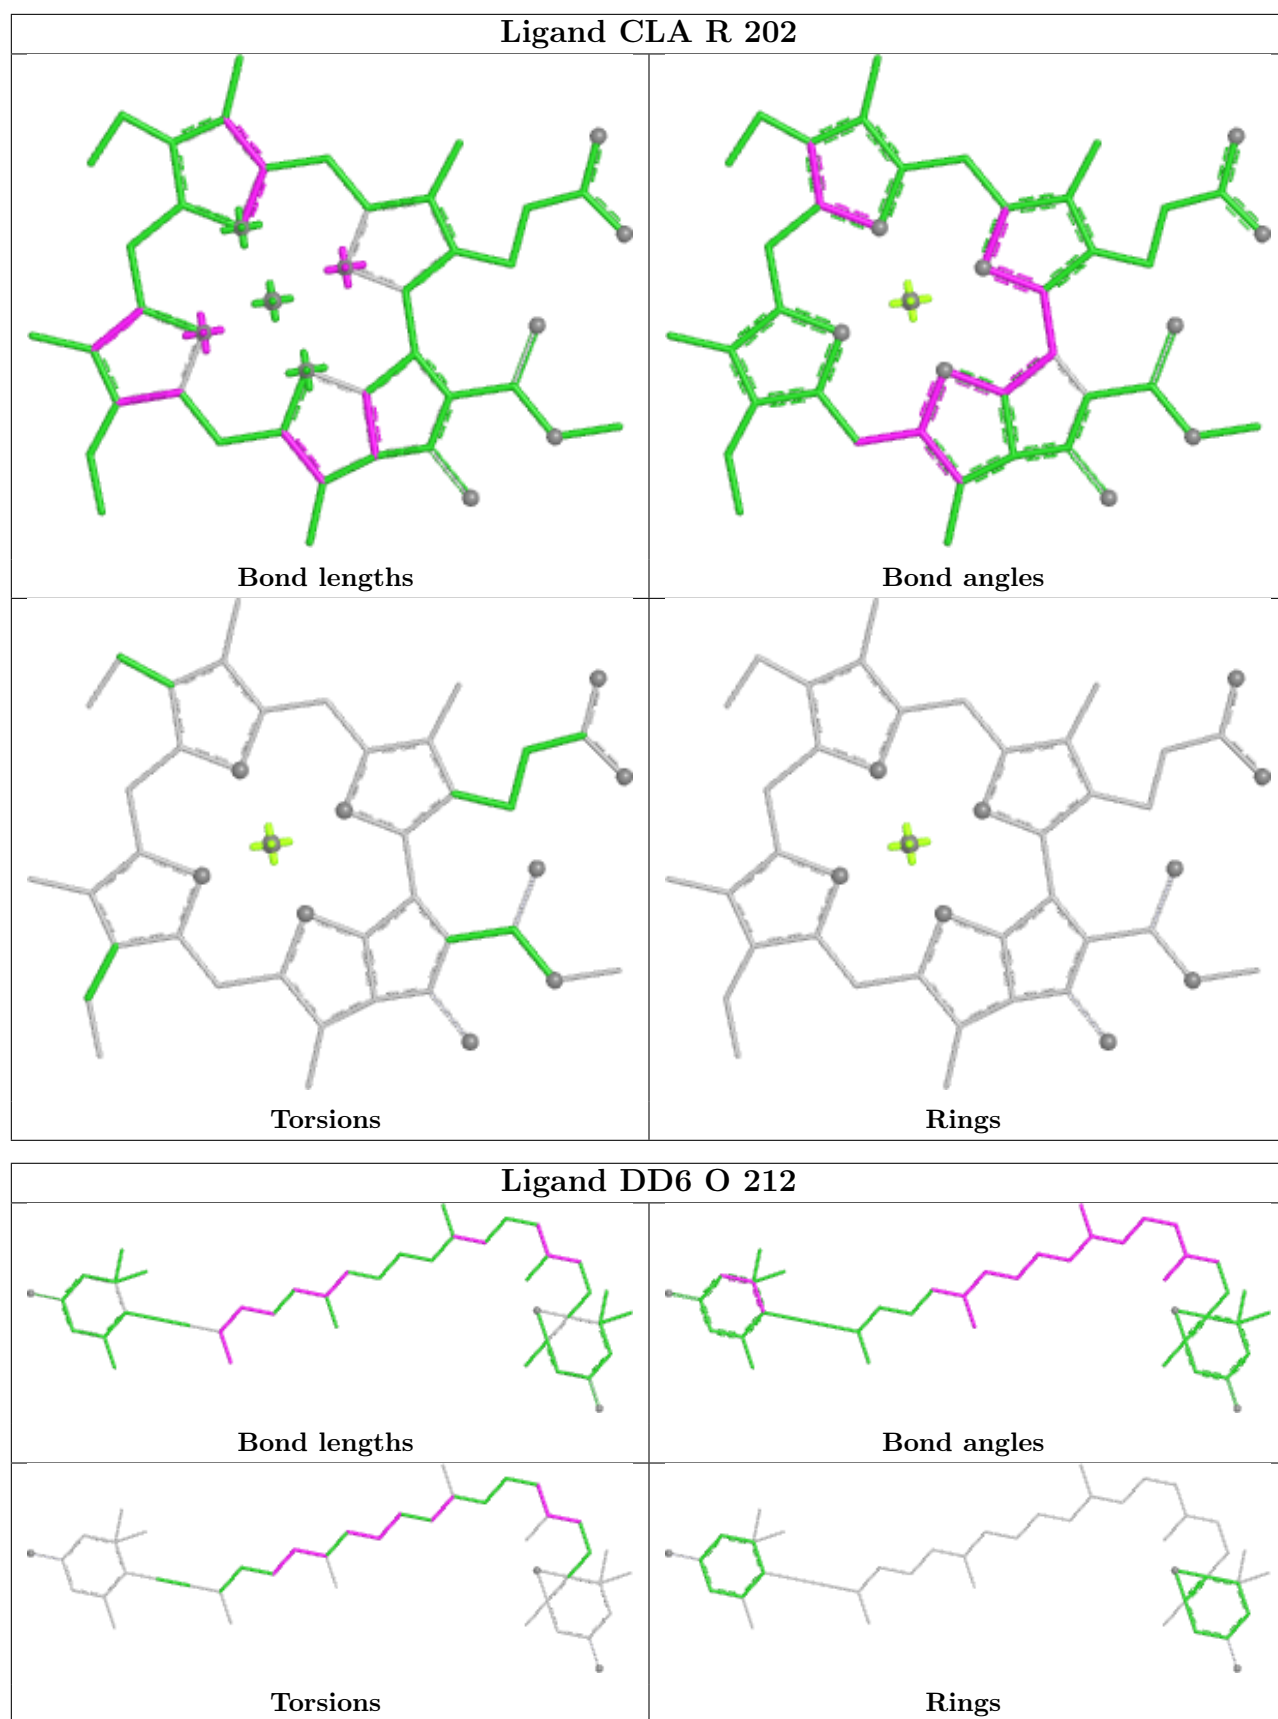 Ligand CLA R 202
Bond lengths
Bond angles
Torsions
Rings
Ligand DD6 O 212
Bond lengths
Bond angles
Torsions
Rings